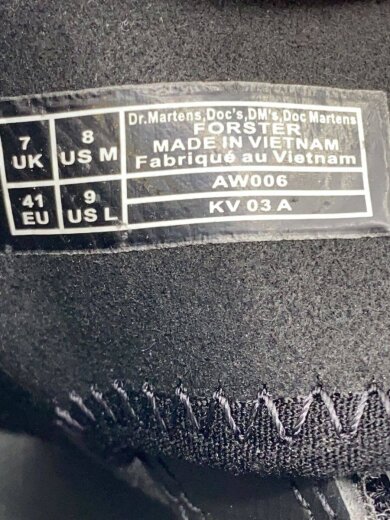 7 UK
8 US M
41 EU
9 US L
Dr.Martens,Doc's,DM's,Doc Martens
FORSTER
MADE IN VIETNAM
Fabriqué au Vietnam
AW006
KV 03 A